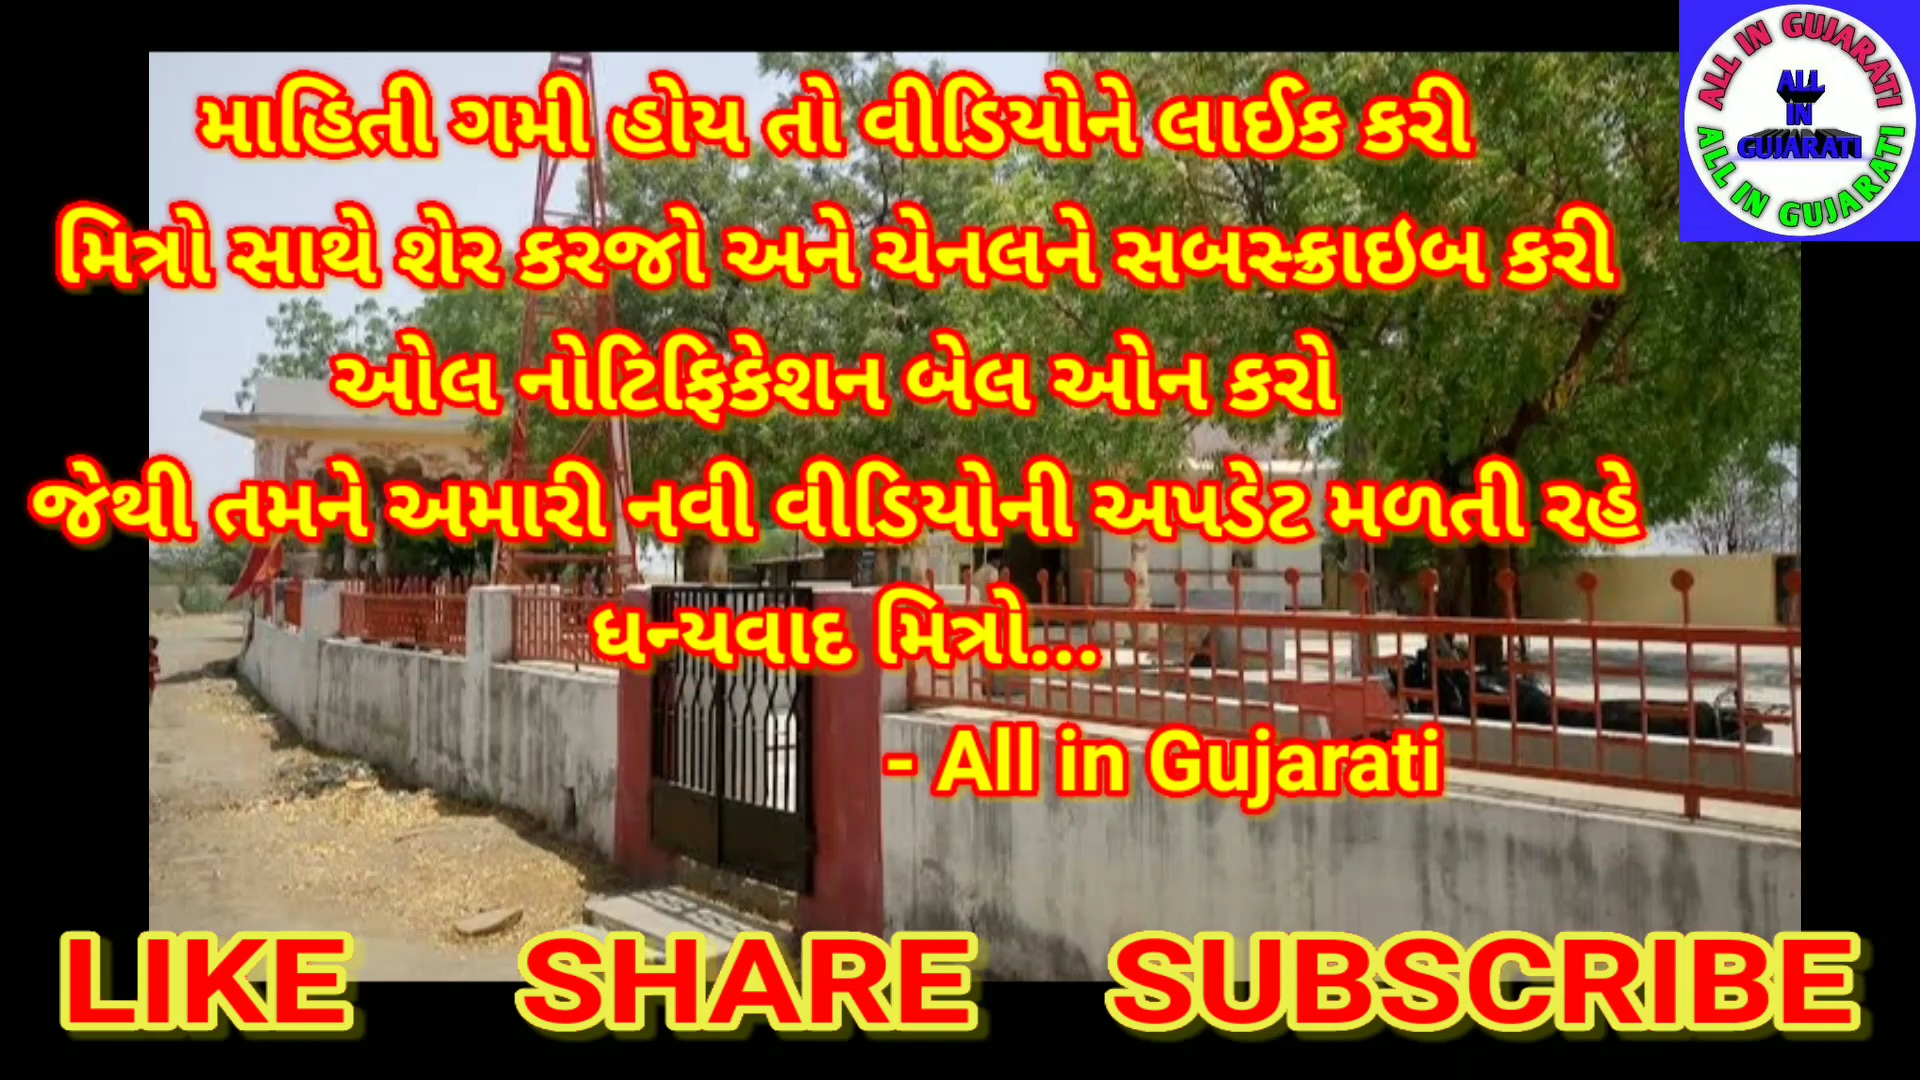 માહિતી ગમી હોય તો વીડિયોને લાઈક કરી
મિત્રો સાથે શેર કરજો અને ચેનલને સબસ્ક્રાઇબ કરી
ઓલ નોટિફિકેશન બેલ ઓન કરો
જેથી તમને અમારી નવી વીડિયોની અપડેટ મળતી રહે
ધન્યવાદ મિત્રો...
- All in Gujarati
LIKE SHARE SUBSCRIBE
ALL IN GUJARATI
ALL
IN
GUJARATI
ALL IN GUJARATI